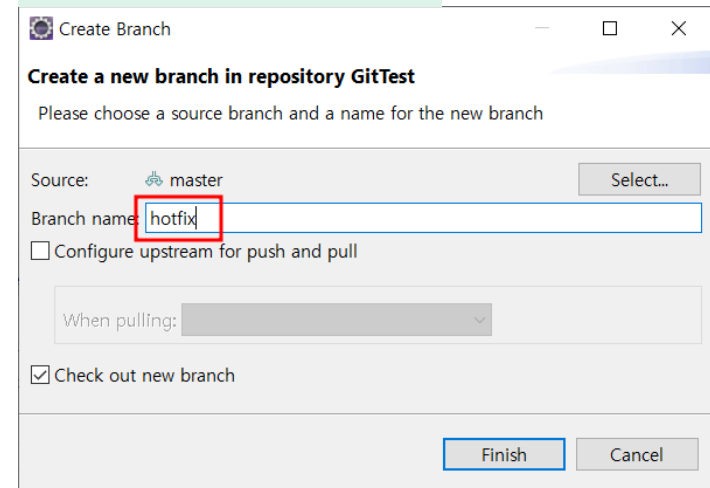 Create Branch
Create a new branch in repository GitTest
Please choose a source branch and a name for the new branch
Source: master Select...
Branch name: hotfix
Configure upstream for push and pull
When pulling:
Check out new branch
Finish Cancel